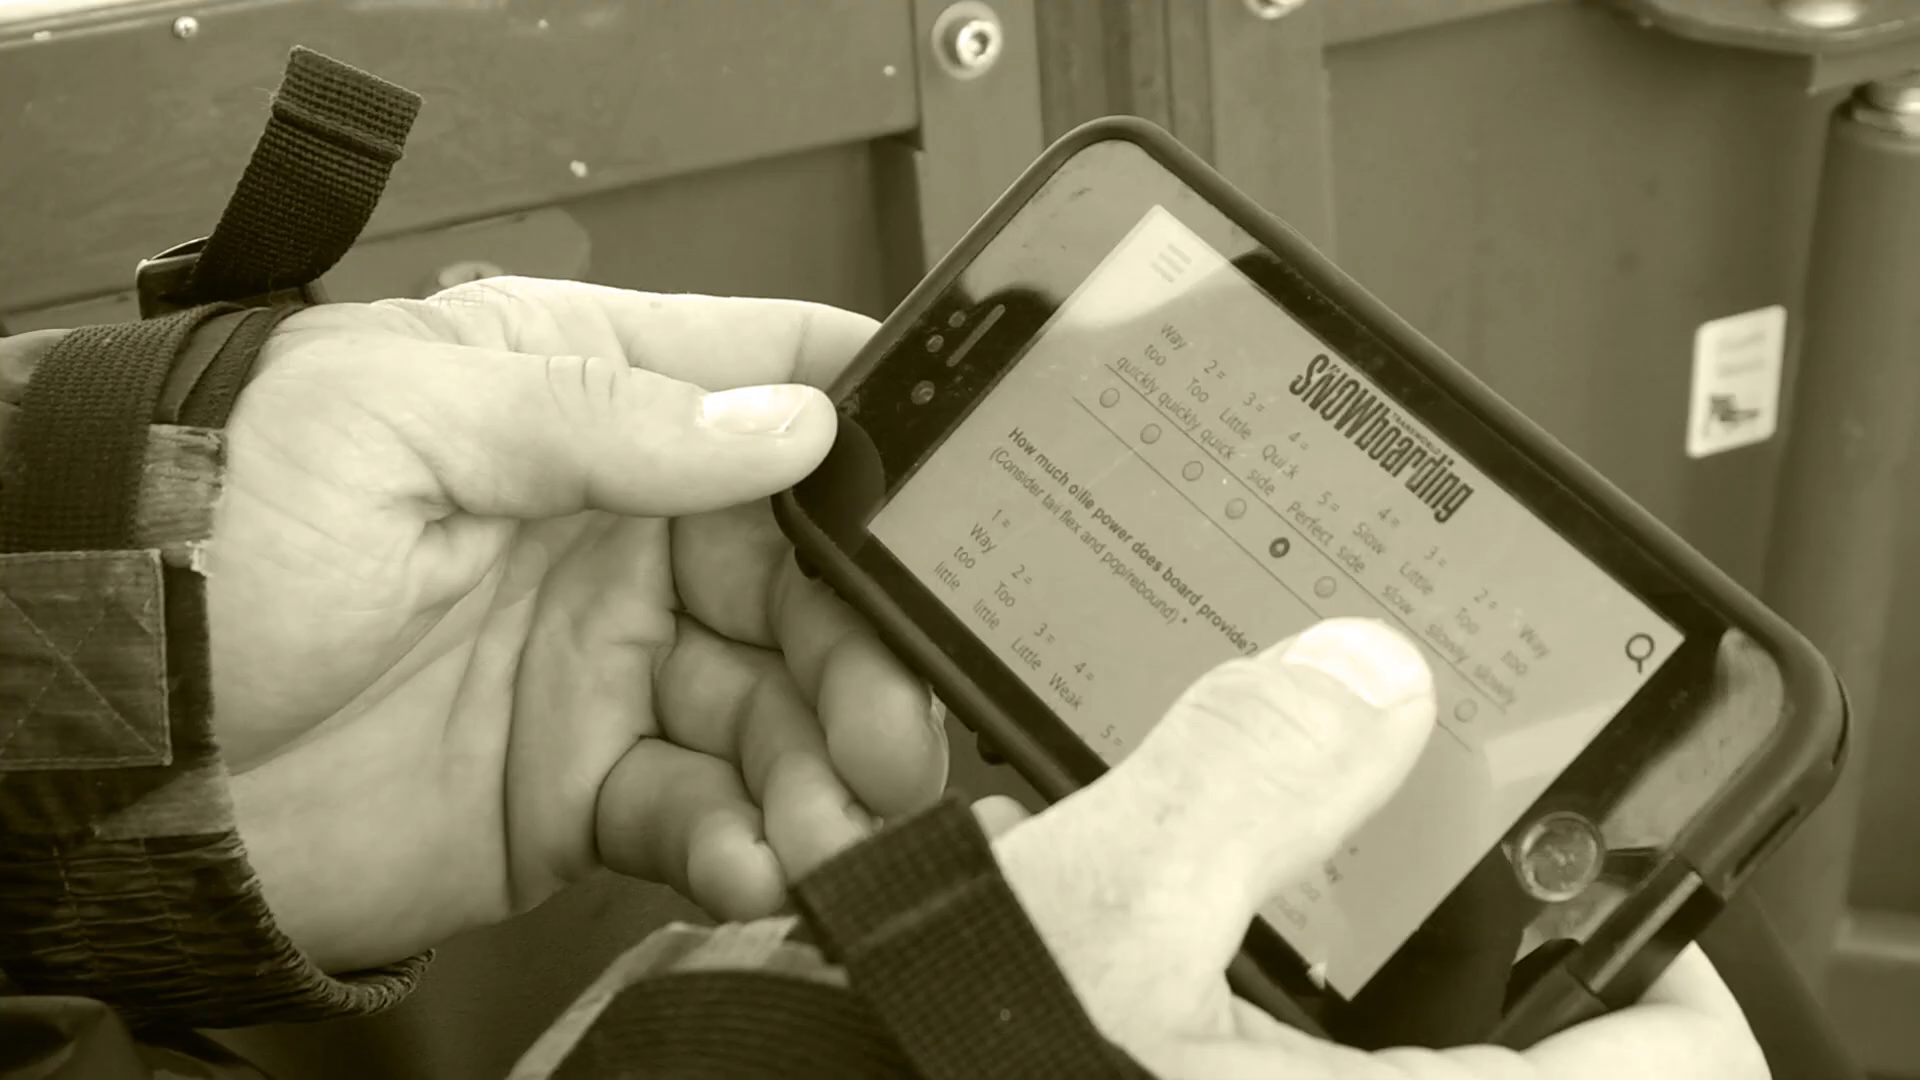 TRANSWORLD
SNOWboarding
Way too quickly
2 = Too quickly
3 = Little quick
4 = Quick side
5 = Perfect
4 = Slow side
3 = Little slow
2 = Too slowly
Way too slowly
How much ollie power does board provide?
(Consider tail flex and pop/rebound) *
1 = Way too little
2 = Too little
3 = Little
4 = Weak
5 =